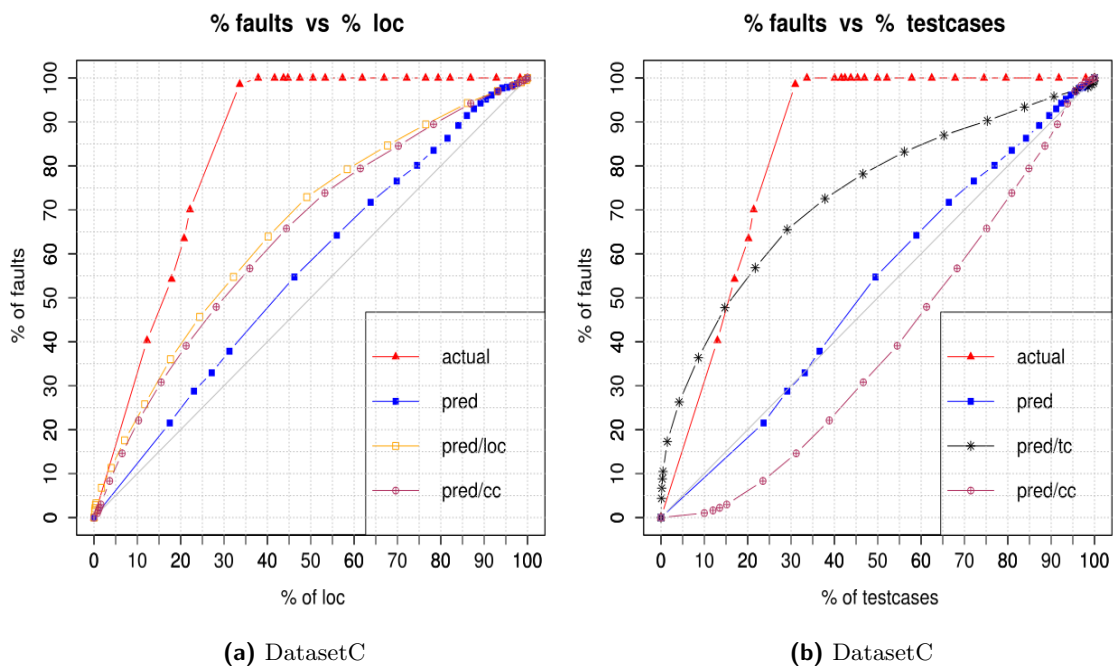 % faults vs % loc
% of faults
100
90
80
70
60
50
40
30
20
10
0
0 10 20 30 40 50 60 70 80 90 100
% of loc
actual
pred
pred/loc
pred/cc
(a) DatasetC
% faults vs % testcases
% of faults
100
90
80
70
60
50
40
30
20
10
0
0 10 20 30 40 50 60 70 80 90 100
% of testcases
actual
pred
pred/tc
pred/cc
(b) DatasetC